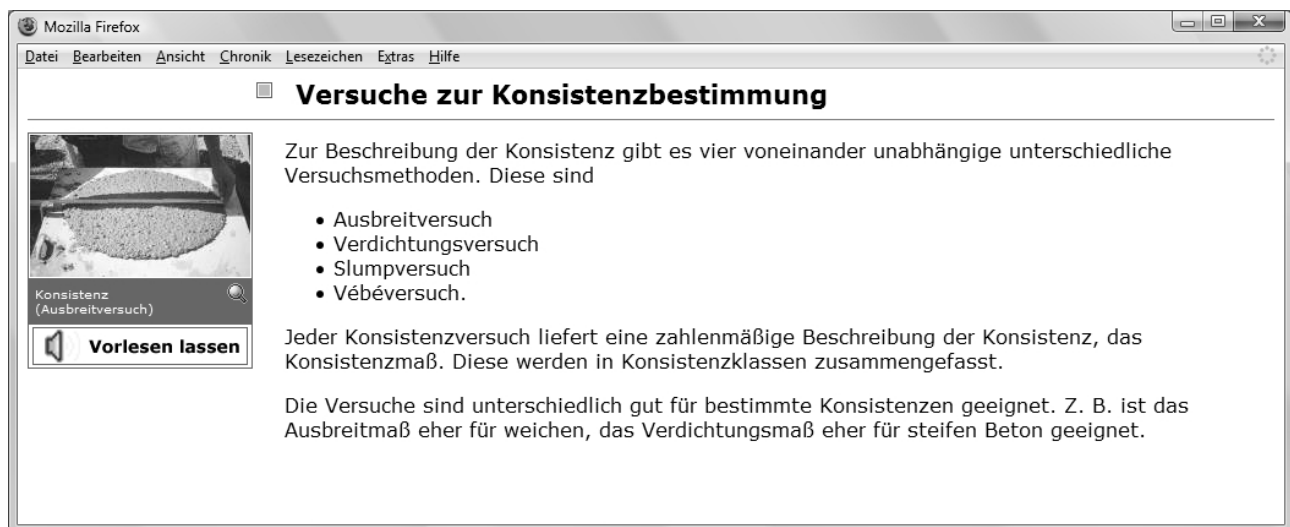 Mozilla Firefox
Datei Bearbeiten Ansicht Chronik Lesezeichen Extras Hilfe
Versuche zur Konsistenzbestimmung
Konsistenz
(Ausbreitversuch)
Vorlesen lassen
Zur Beschreibung der Konsistenz gibt es vier voneinander unabhängige unterschiedliche
Versuchsmethoden. Diese sind
• Ausbreitversuch
• Verdichtungsversuch
• Slumpversuch
• Vébéversuch.
Jeder Konsistenzversuch liefert eine zahlenmäßige Beschreibung der Konsistenz, das
Konsistenzmaß. Diese werden in Konsistenzklassen zusammengefasst.
Die Versuche sind unterschiedlich gut für bestimmte Konsistenzen geeignet. Z. B. ist das
Ausbreitmaß eher für weichen, das Verdichtungsmaß eher für steifen Beton geeignet.